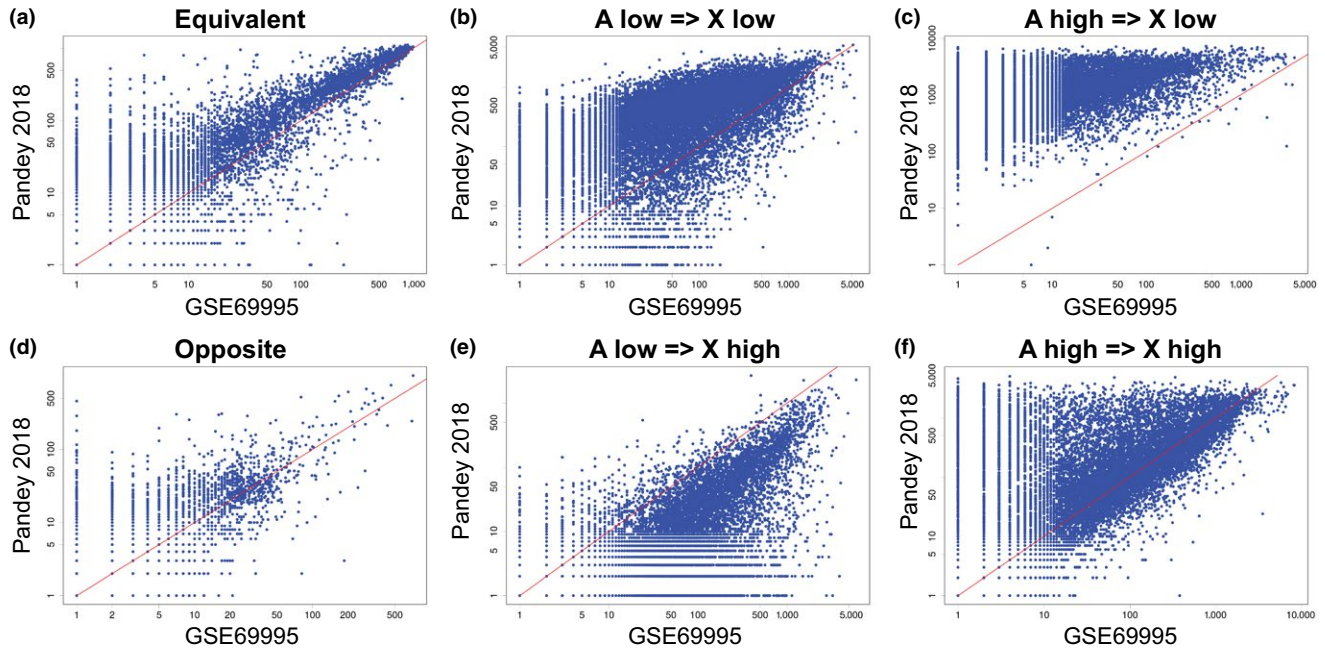 (a) Equivalent
500
100
50
10
5
1
Pandey 2018
1 5 10 50 100 500 1,000
GSE69995
(b) A low => X low
5,000
500
50
10
5
1
Pandey 2018
1 5 10 50 100 500 1,000 5,000
GSE69995
(c) A high => X low
10000
1000
100
10
1
Pandey 2018
1 5 10 50 100 500 1,000 5,000
GSE69995
(d) Opposite
500
100
50
10
5
1
Pandey 2018
1 2 5 10 20 50 100 200 500
GSE69995
(e) A low => X high
500
50
10
5
1
Pandey 2018
1 5 10 50 100 500 1,000 5,000
GSE69995
(f) A high => X high
5,000
500
50
10
5
1
Pandey 2018
1 10 100 1,000 10,000
GSE69995